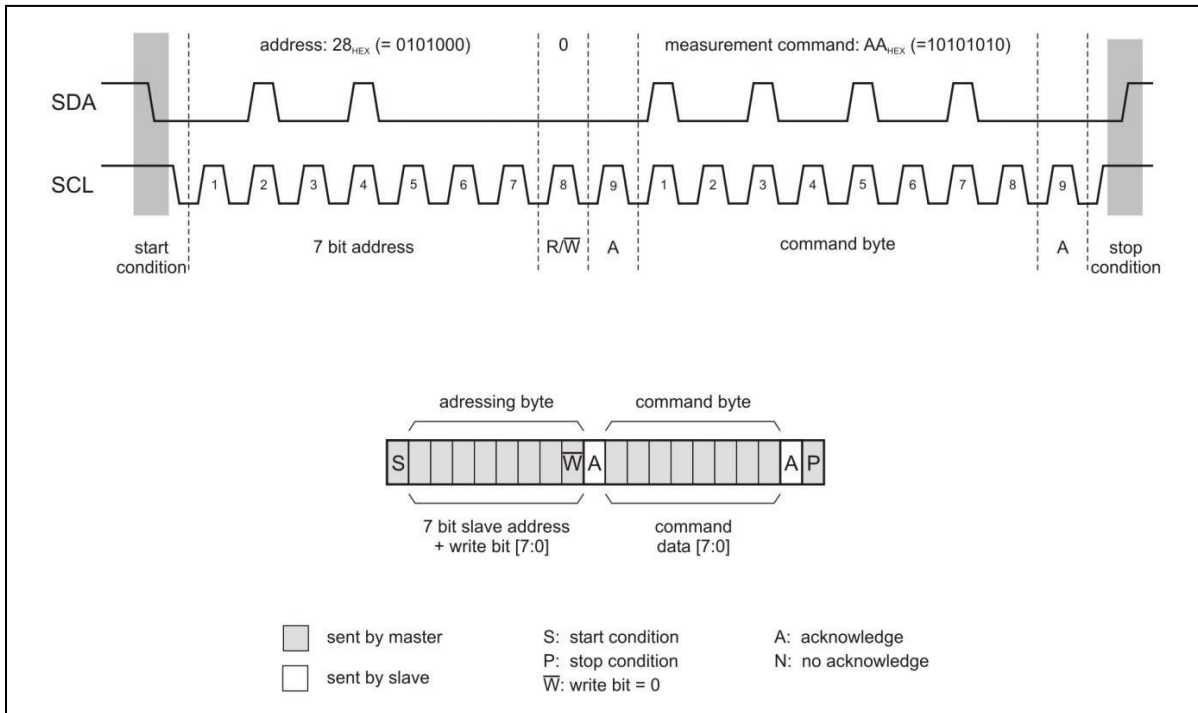 address: 28HEX (= 0101000) 0 measurement command: AAHEX (=10101010)
SDA
SCL 1 2 3 4 5 6 7 8 9 1 2 3 4 5 6 7 8 9
start condition 7 bit address R/W̅ A command byte A stop condition
adressing byte command byte
S W̅ A A P
7 bit slave address + write bit [7:0] command data [7:0]
sent by master S: start condition A: acknowledge
P: stop condition N: no acknowledge
sent by slave W̅: write bit = 0